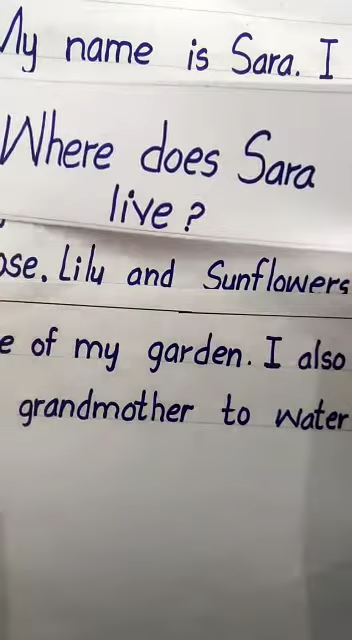 My name is Sara. I
Where does Sara
live?
ose. Lily and Sunflowers
e of my garden. I also
grandmother to water